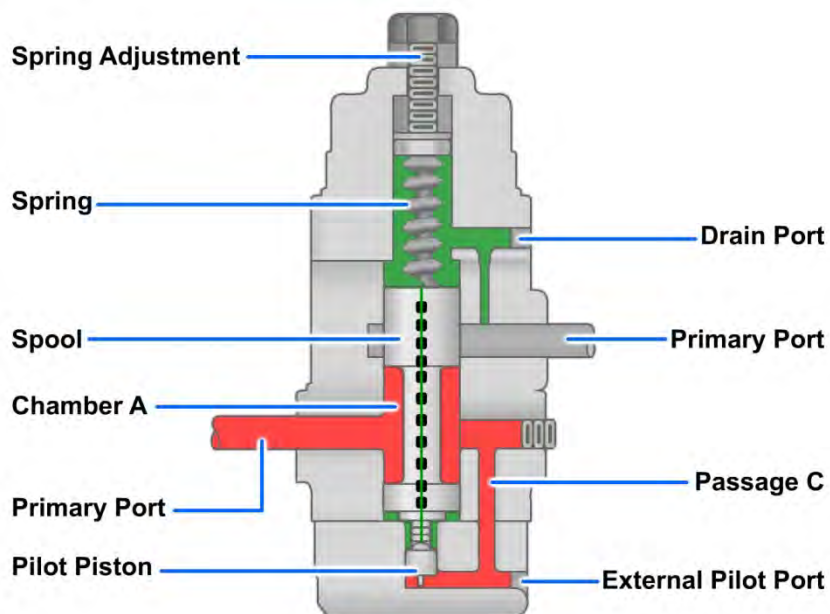 Spring Adjustment
Spring
Drain Port
Spool
Primary Port
Chamber A
Passage C
Primary Port
Pilot Piston
External Pilot Port